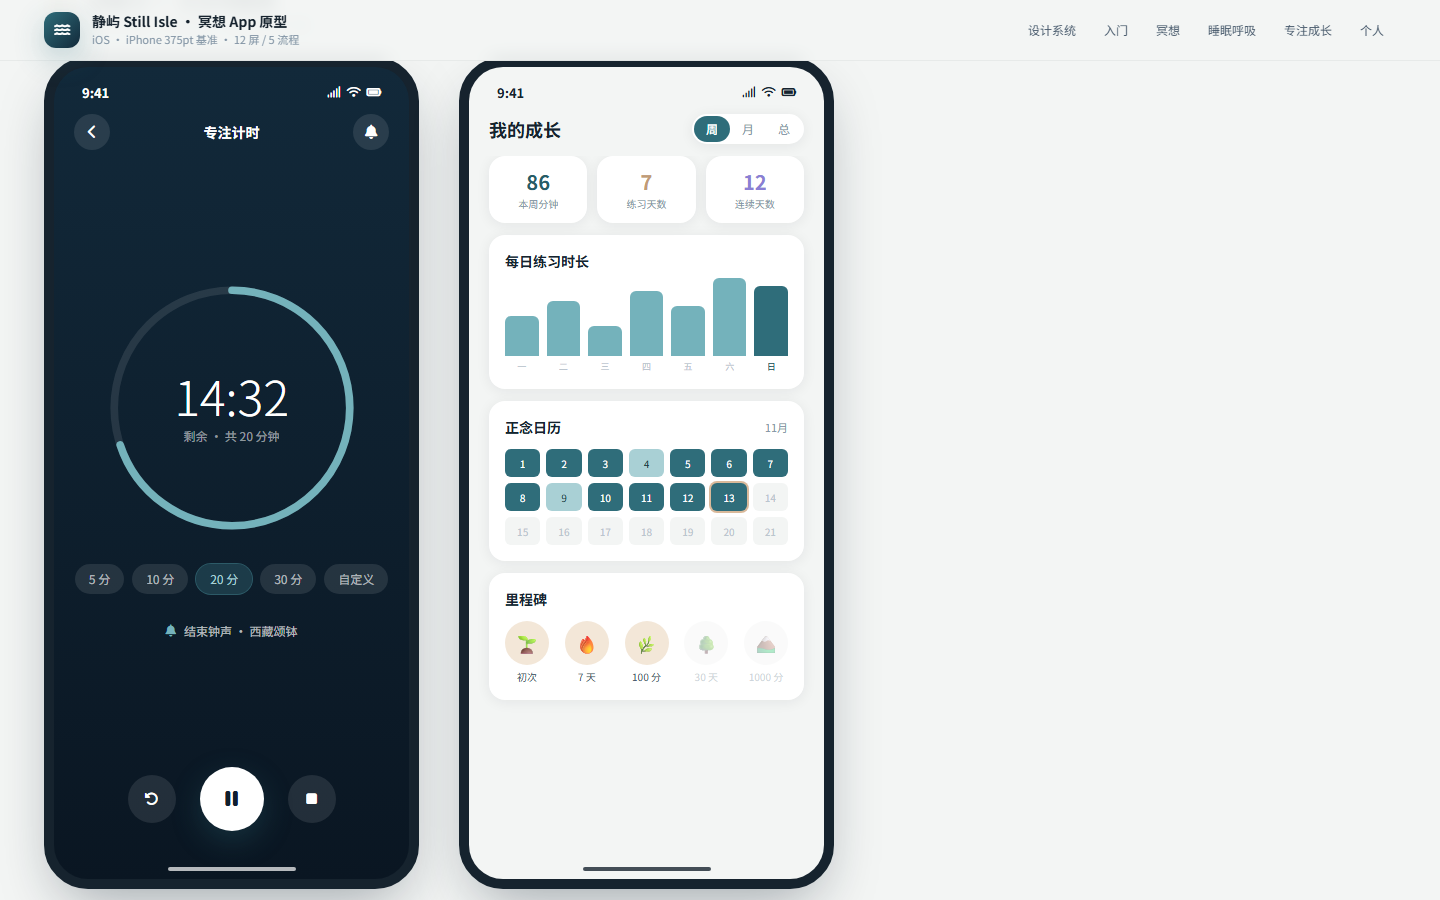 静屿 Still Isle · 冥想 App 原型
iOS · iPhone 375pt 基准 · 12 屏 / 5 流程
设计系统 入门 冥想 睡眠呼吸 专注成长 个人
9:41
专注计时
14:32
剩余 · 共 20 分钟
5 分 10 分 20 分 30 分 自定义
结束钟声 · 西藏颂钵
9:41
我的成长
周 月 总
86 7 12
本周分钟 练习天数 连续天数
每日练习时长
一 二 三 四 五 六 日
正念日历 11月
1 2 3 4 5 6 7
8 9 10 11 12 13 14
15 16 17 18 19 20 21
里程碑
初次 7 天 100 分 30 天 1000 分